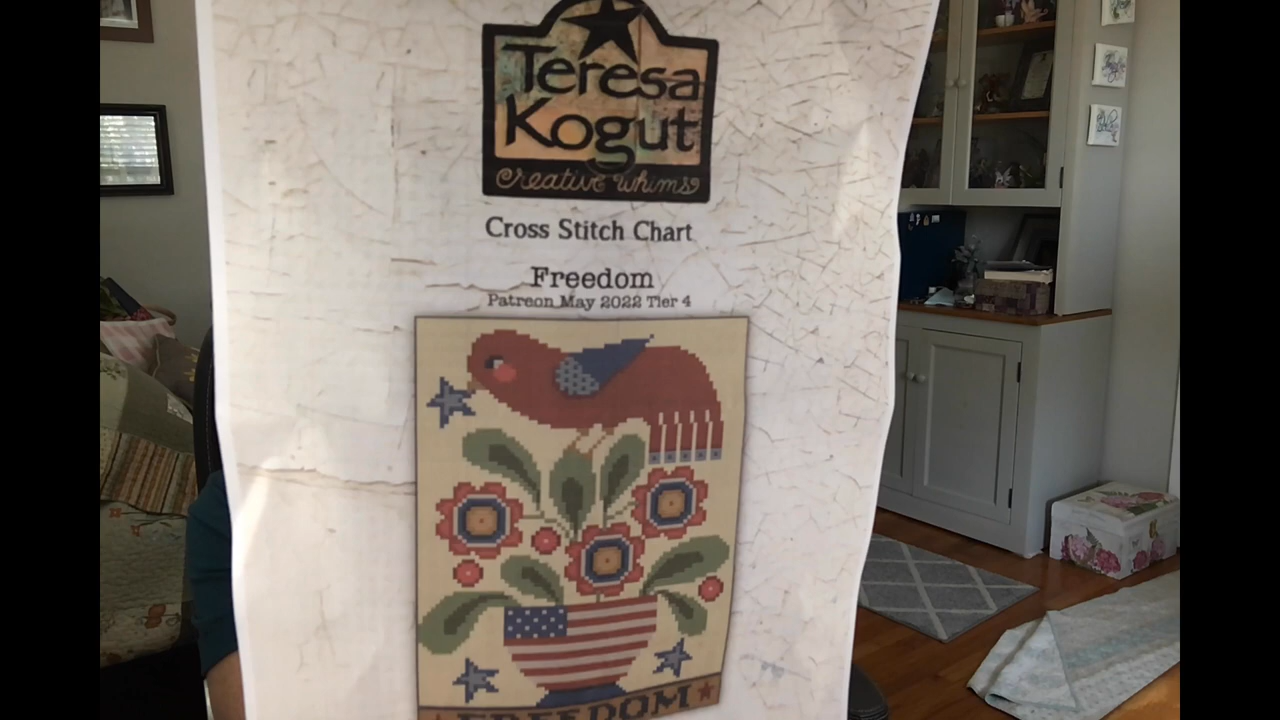 Teresa
Kogut
creative whims
Cross Stitch Chart
Freedom
Patreon May 2022 Tier 4
FREEDOM